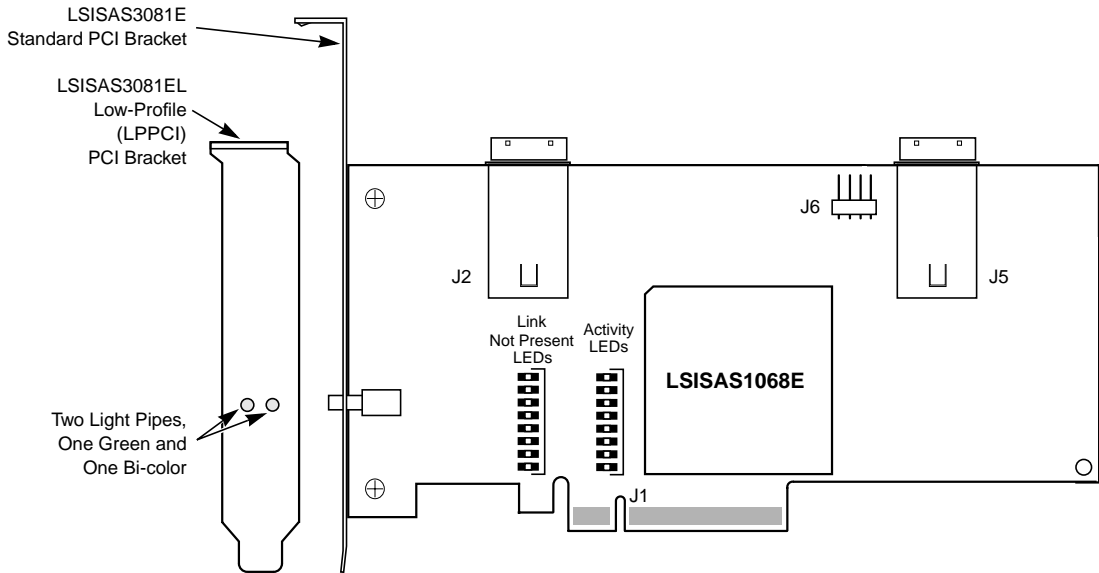 LSISAS3081E
Standard PCI Bracket
LSISAS3081EL
Low-Profile
(LPPCI)
PCI Bracket
J6
J2
J5
Link
Not Present
LEDs
Activity
LEDs
LSISAS1068E
Two Light Pipes,
One Green and
One Bi-color
J1